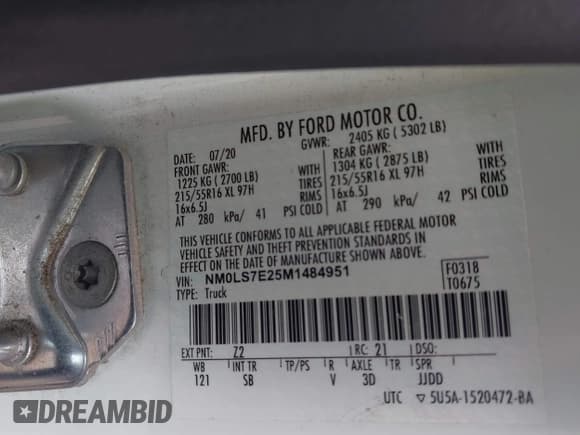 MFD. BY FORD MOTOR CO.
DATE: 07/20 GVWR: 2405 KG ( 5302 LB)
FRONT GAWR: REAR GAWR:
1225 KG ( 2700 LB) WITH 1304 KG ( 2875 LB) WITH
215/55R16 XL 97H TIRES 215/55R16 XL 97H TIRES
16x6.5J RIMS 16x6.5J RIMS
AT 280 kPa/ 41 PSI COLD AT 290 kPa/ 42 PSI COLD
THIS VEHICLE CONFORMS TO ALL APPLICABLE FEDERAL MOTOR
VEHICLE SAFETY AND THEFT PREVENTION STANDARDS IN
EFFECT ON THE DATE OF MANUFACTURE SHOWN ABOVE.
VIN: NM0LS7E25M1484951 F0318
TYPE: Truck T0675
EXT PNT: Z2 RC: 21 DSO:
WB INT TR TP/PS R AXLE TR SPR
121 SB V 3D JJDD
UTC ▽ 5U5A-1520472-BA
DREAMBID